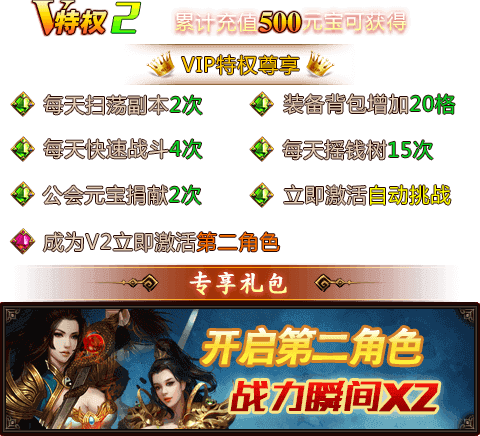 V特权2 累计充值500元宝可获得
VIP特权尊享
每天扫荡副本2次 装备背包增加20格
每天快速战斗4次 每天摇钱树15次
公会元宝捐献2次 立即激活自动挑战
成为V2立即激活第二角色
专享礼包
开启第二角色
战力瞬间X2